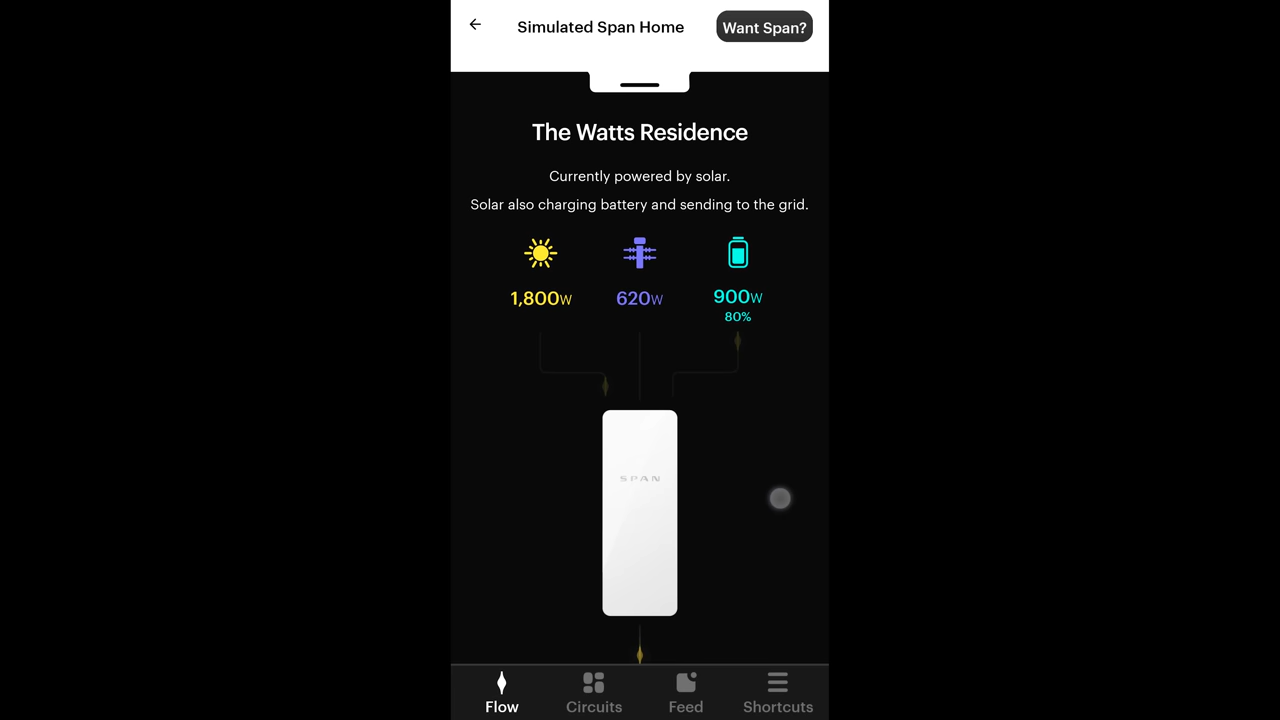 Simulated Span Home
Want Span?
The Watts Residence
Currently powered by solar.
Solar also charging battery and sending to the grid.
1,800W
620W
900W
80%
SPAN
Flow
Circuits
Feed
Shortcuts